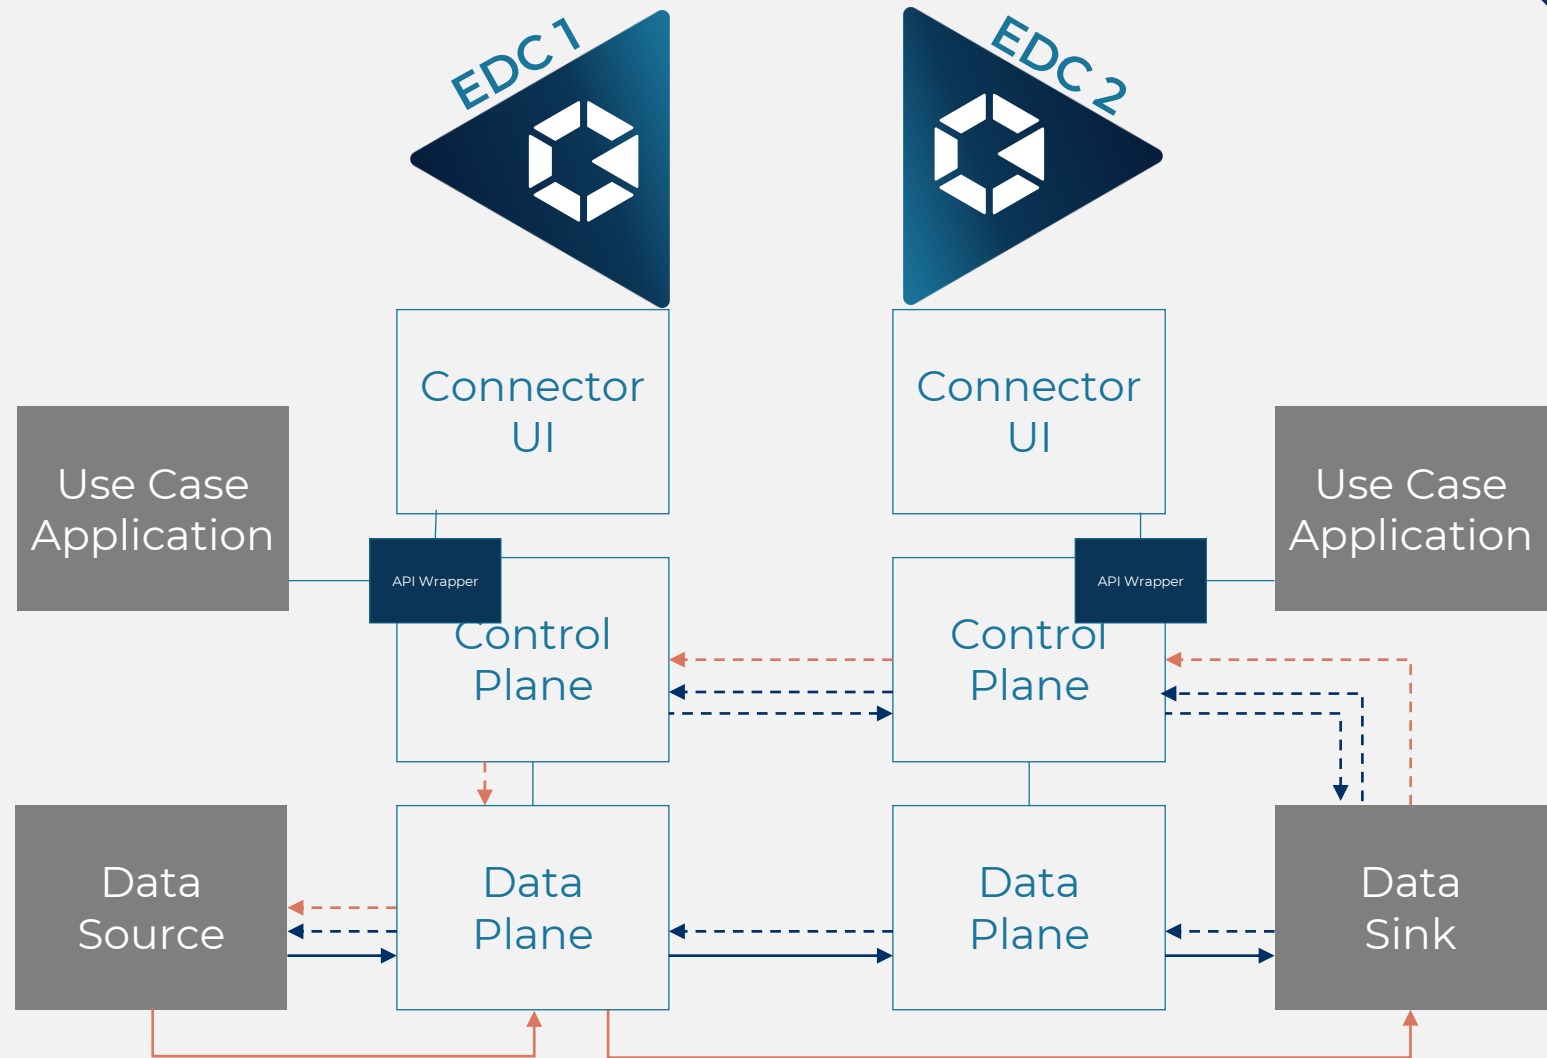 EDC 1
EDC 2
Connector
UI
Connector
UI
Use Case
Application
Use Case
Application
API Wrapper
API Wrapper
Control
Plane
Control
Plane
Data
Source
Data
Plane
Data
Plane
Data
Sink